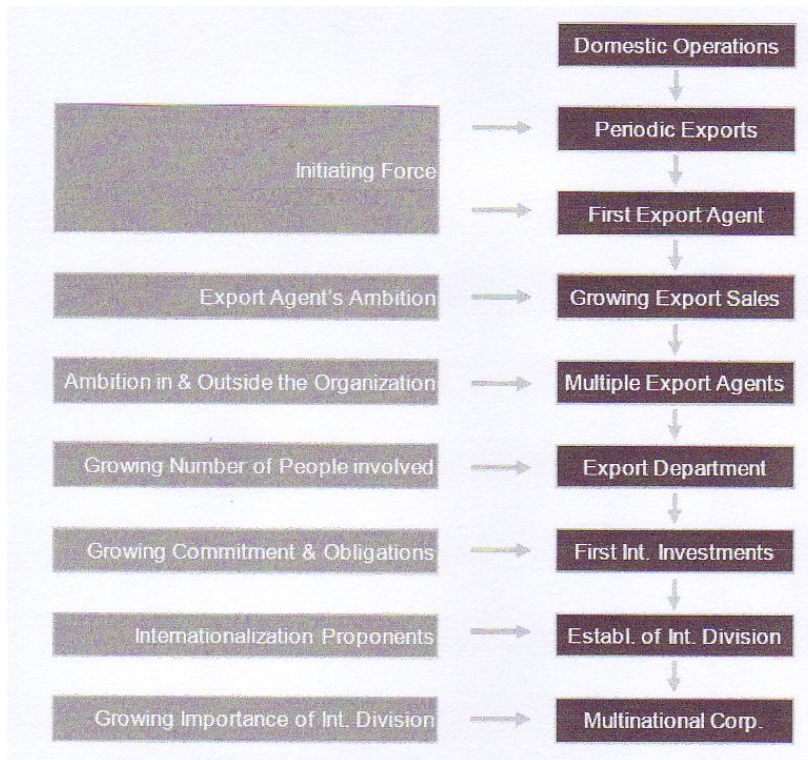 Domestic Operations
Initiating Force
Periodic Exports
First Export Agent
Export Agent's Ambition
Growing Export Sales
Ambition in & Outside the Organization
Multiple Export Agents
Growing Number of People involved
Export Department
Growing Commitment & Obligations
First Int. Investments
Internationalization Proponents
Establ. of Int. Division
Growing Importance of Int. Division
Multinational Corp.